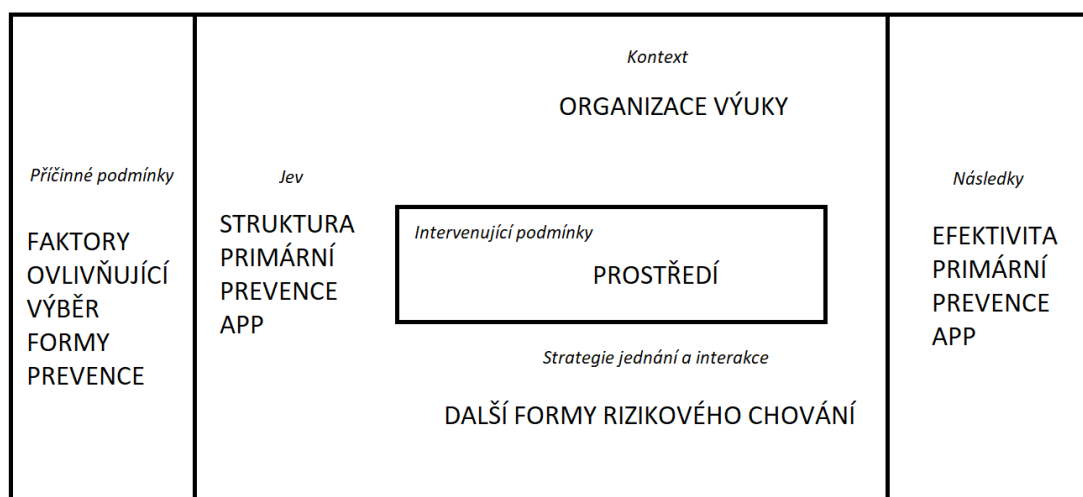 Příčinné podmínky
FAKTORY
OVLIVŇUJÍCÍ
VÝBĚR
FORMY
PREVENCE
Jev
STRUKTURA
PRIMÁRNÍ
PREVENCE
APP
Kontext
ORGANIZACE VÝUKY
Intervenující podmínky
PROSTŘEDÍ
Strategie jednání a interakce
DALŠÍ FORMY RIZIKOVÉHO CHOVÁNÍ
Následky
EFEKTIVITA
PRIMÁRNÍ
PREVENCE
APP